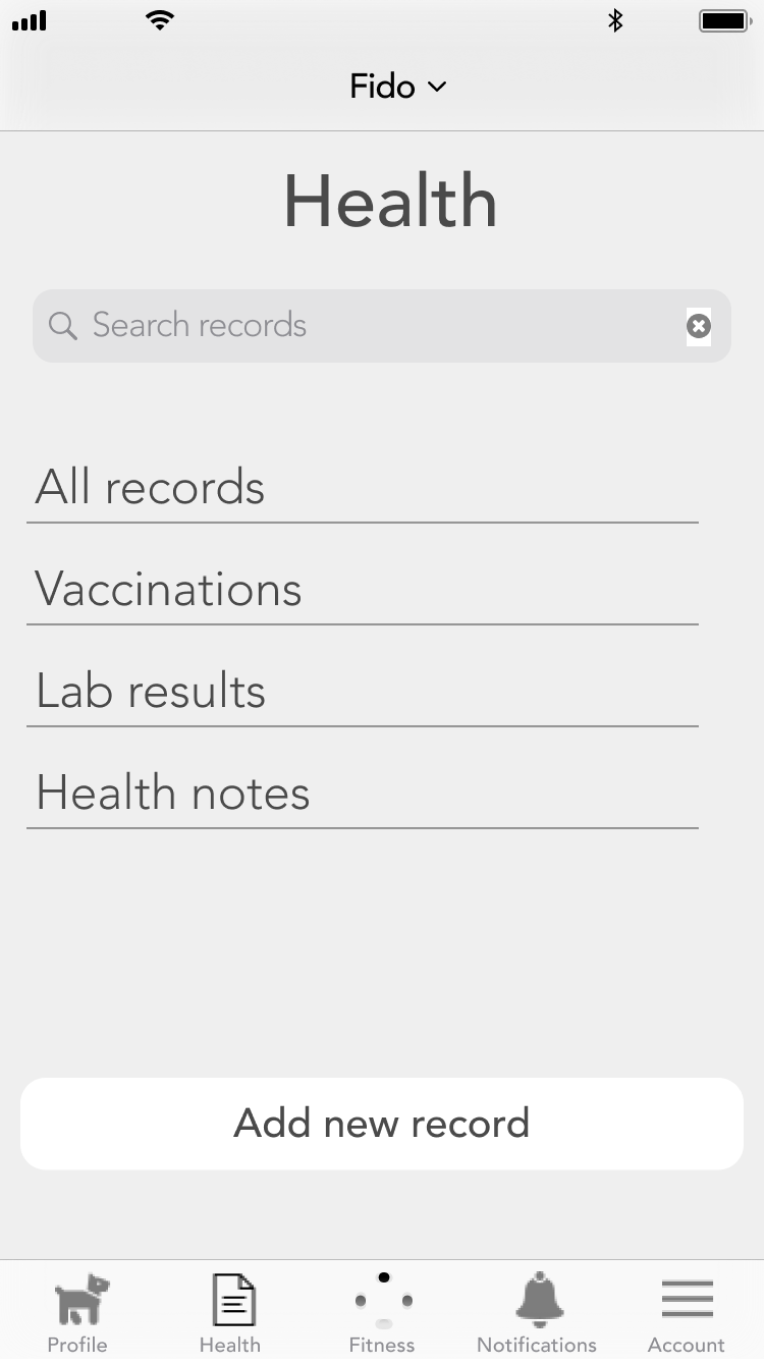 Fido
Health
Search records
All records
Vaccinations
Lab results
Health notes
Add new record
Profile Health Fitness Notifications Account